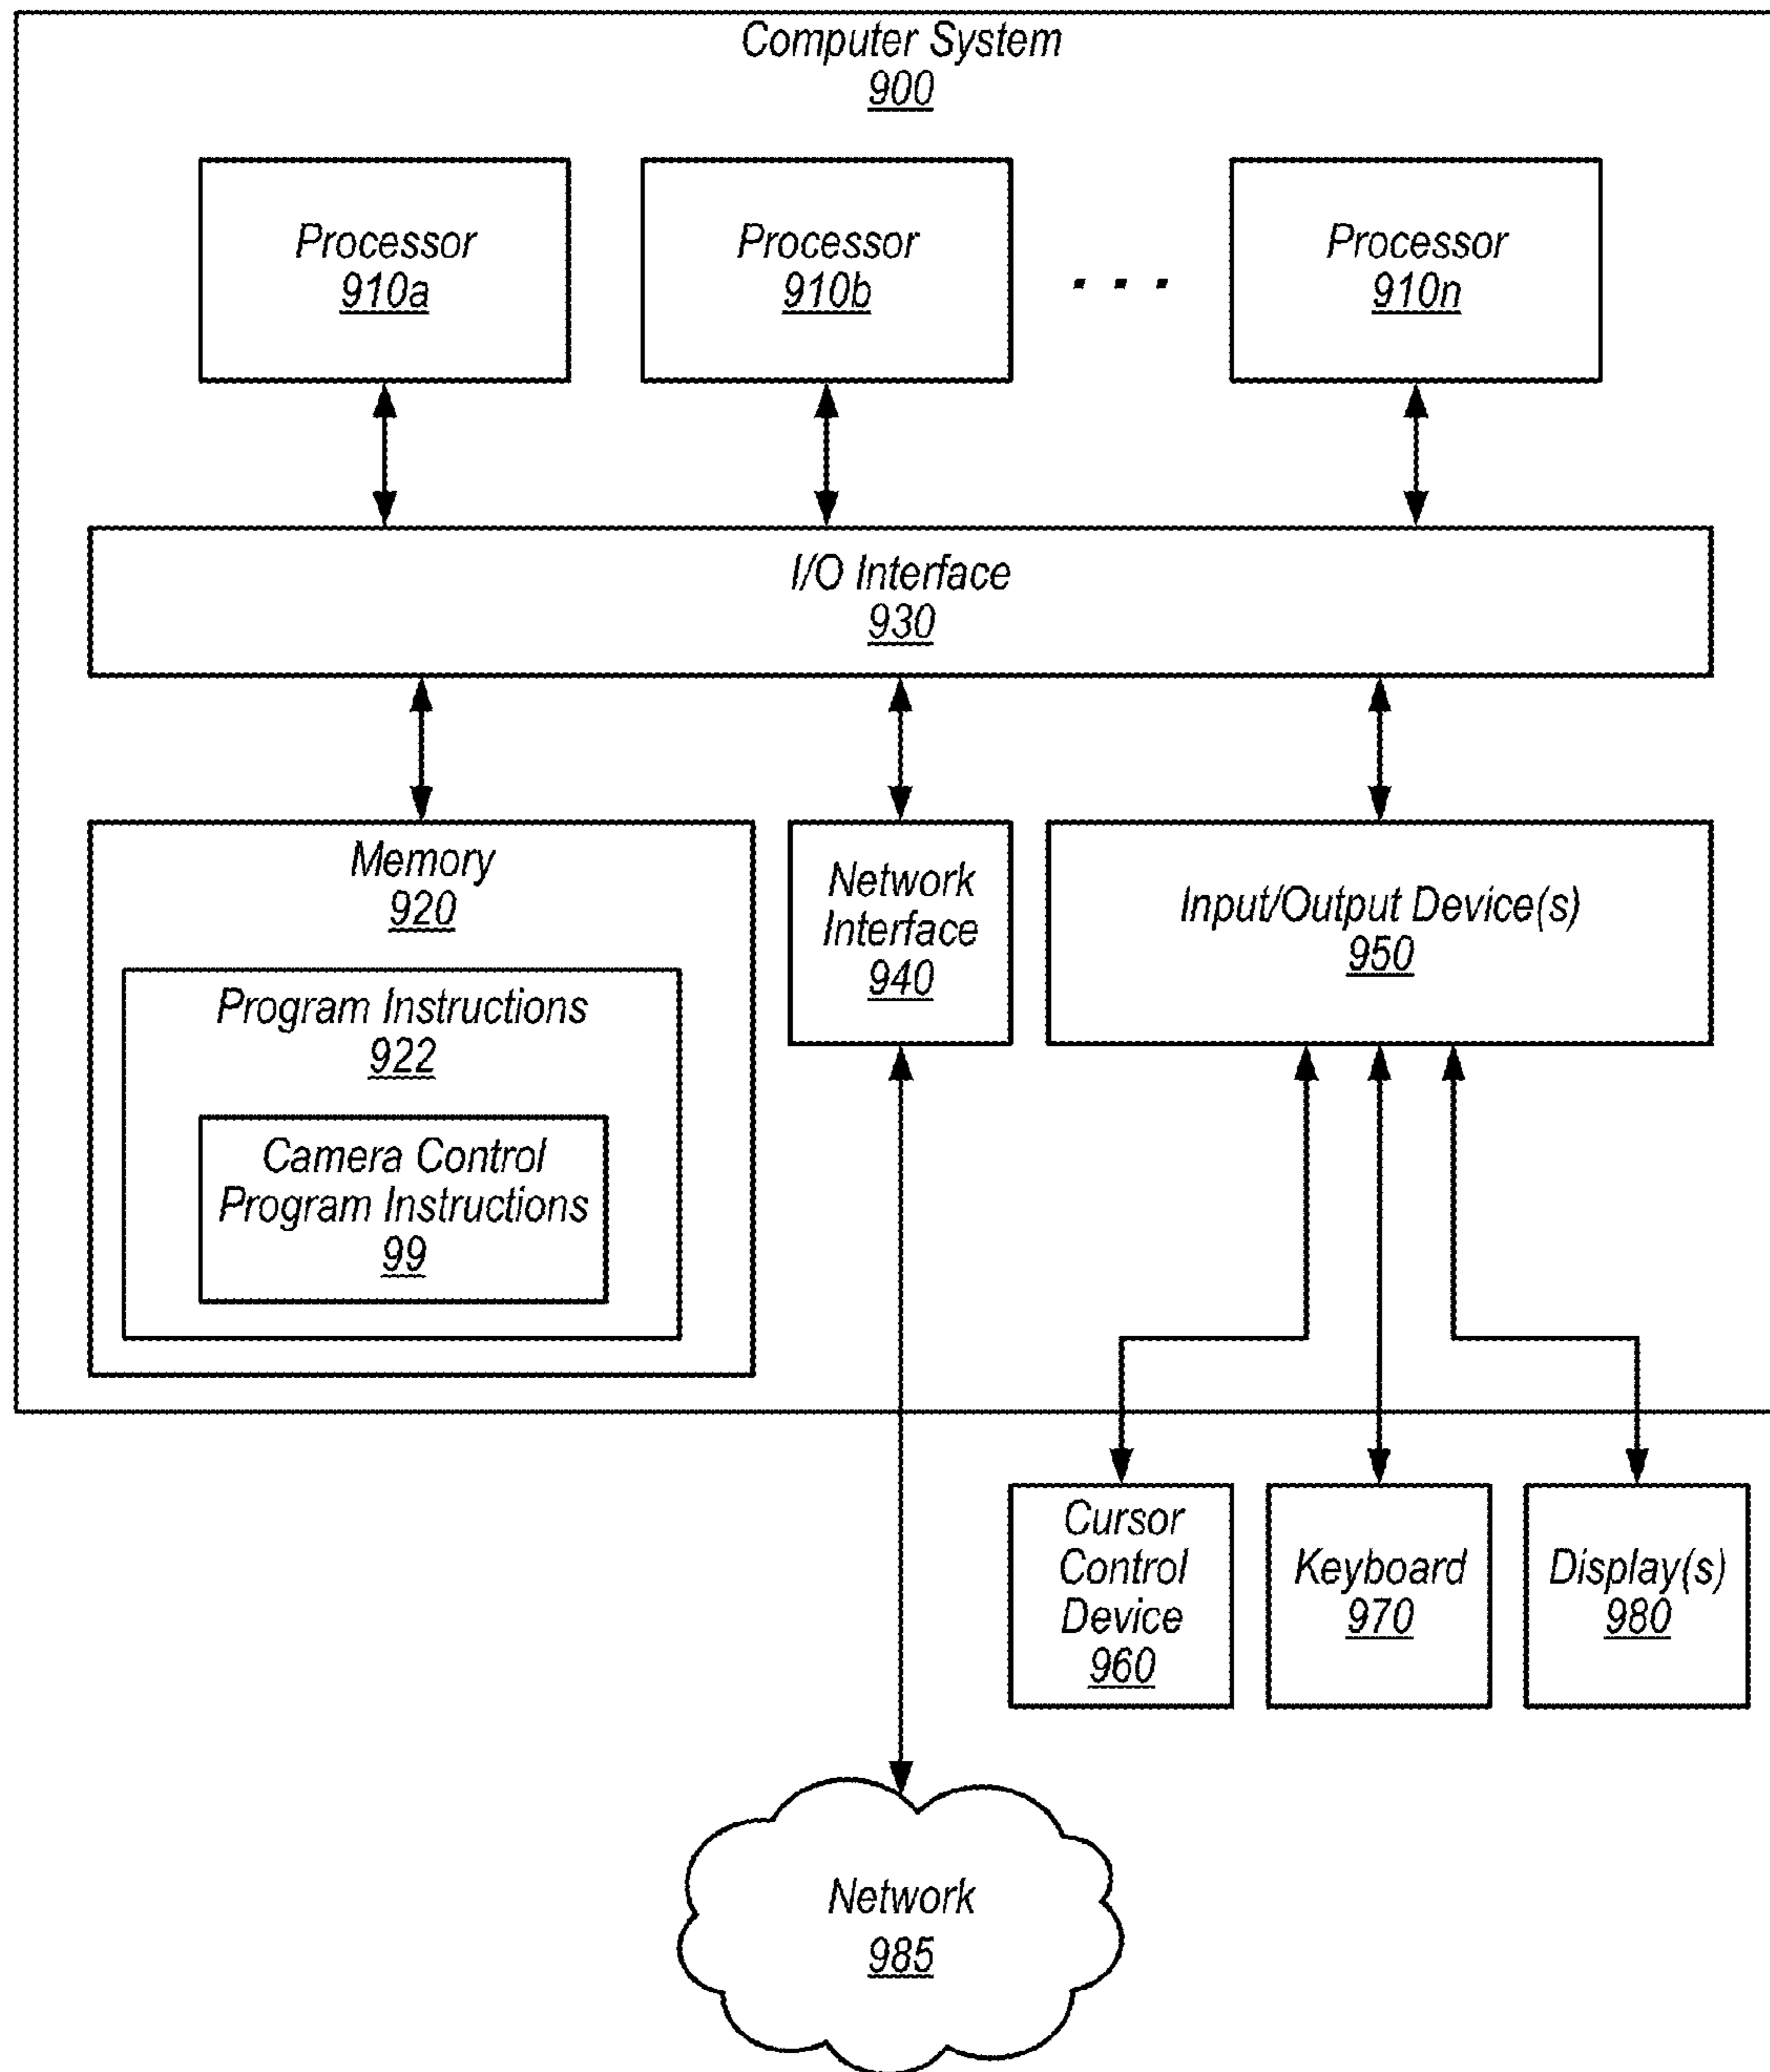 Computer System
900
Processor
910a
Processor
910b
. . .
Processor
910n
I/O Interface
930
Memory
920
Program Instructions
922
Camera Control
Program Instructions
99
Network
Interface
940
Input/Output Device(s)
950
Cursor
Control
Device
960
Keyboard
970
Display(s)
980
Network
985